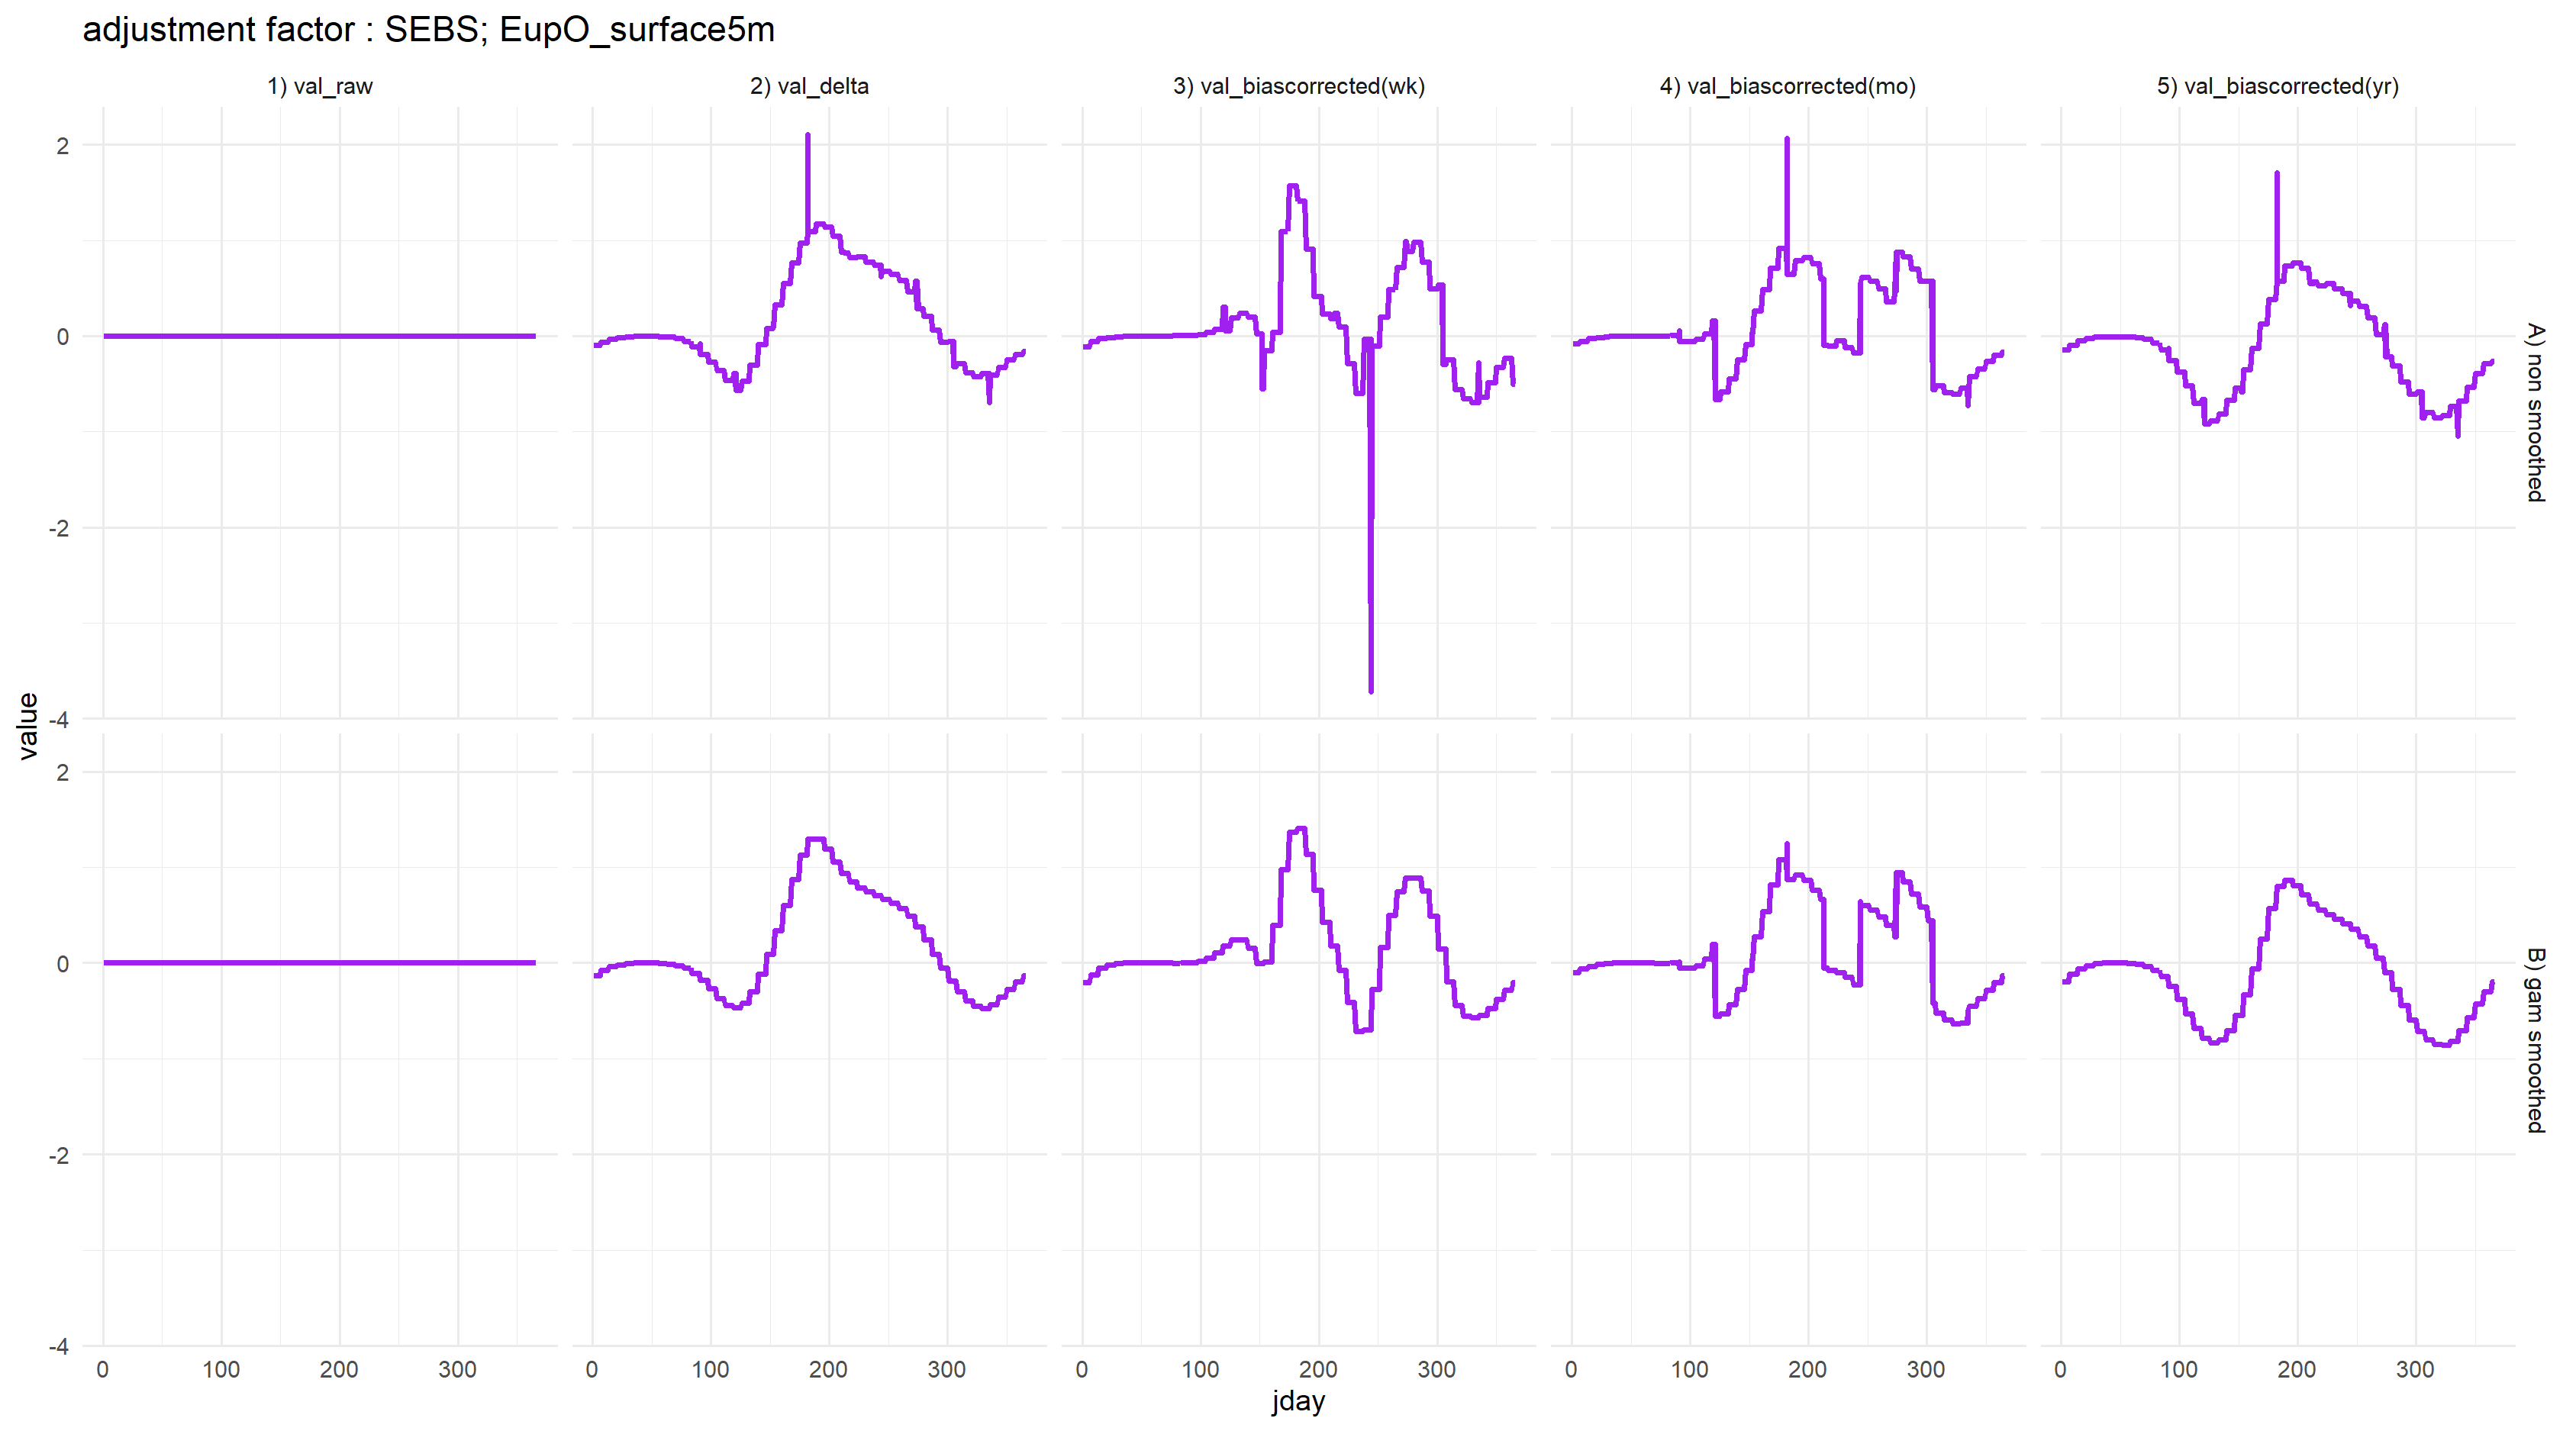 adjustment factor : SEBS; EupO_surface5m
1) val_raw
2) val_delta
3) val_biascorrected(wk)
4) val_biascorrected(mo)
5) val_biascorrected(yr)
2
0
-2
-4
A) non smoothed
value
2
0
-2
-4
B) gam smoothed
0 100 200 300
0 100 200 300
0 100 200 300
0 100 200 300
0 100 200 300
jday